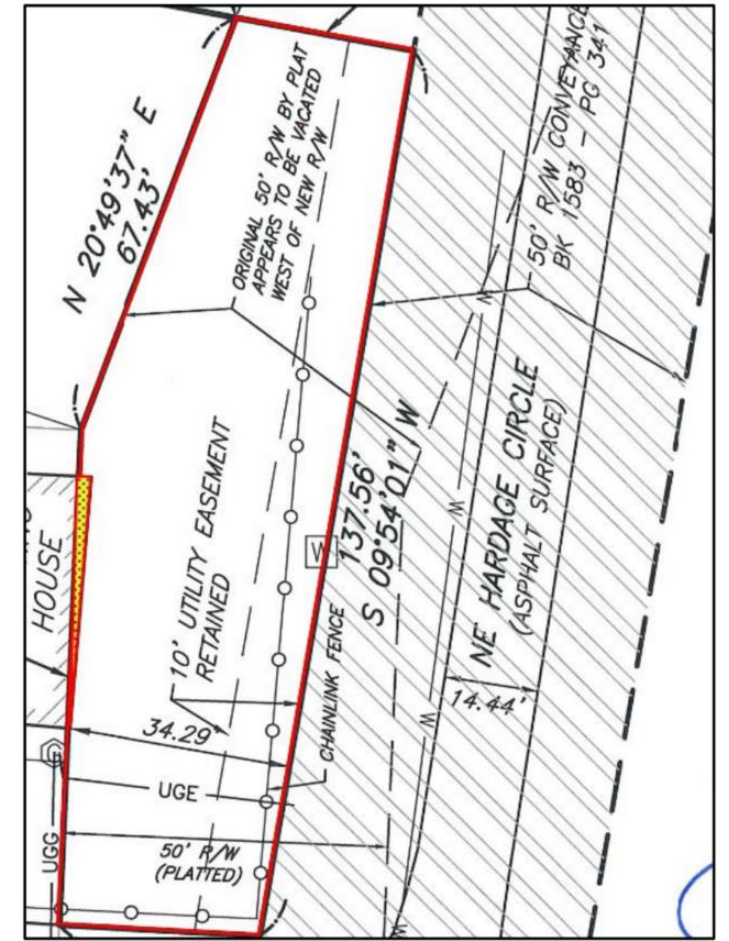 N 20°49'37" E
67.43'
ORIGINAL 50' R/W BY PLAT
APPEARS TO BE VACATED
WEST OF NEW R/W
50' R/W CONVEYANCE
BK 1583 - PG 341
HOUSE
10' UTILITY EASEMENT
RETAINED
W
137.56'
S 09°54'01" W
CHAINLINK FENCE
NE HARDAGE CIRCLE
(ASPHALT SURFACE)
14.44'
34.29'
UGE
UGG
50' R/W
(PLATTED)
W
W
W
W